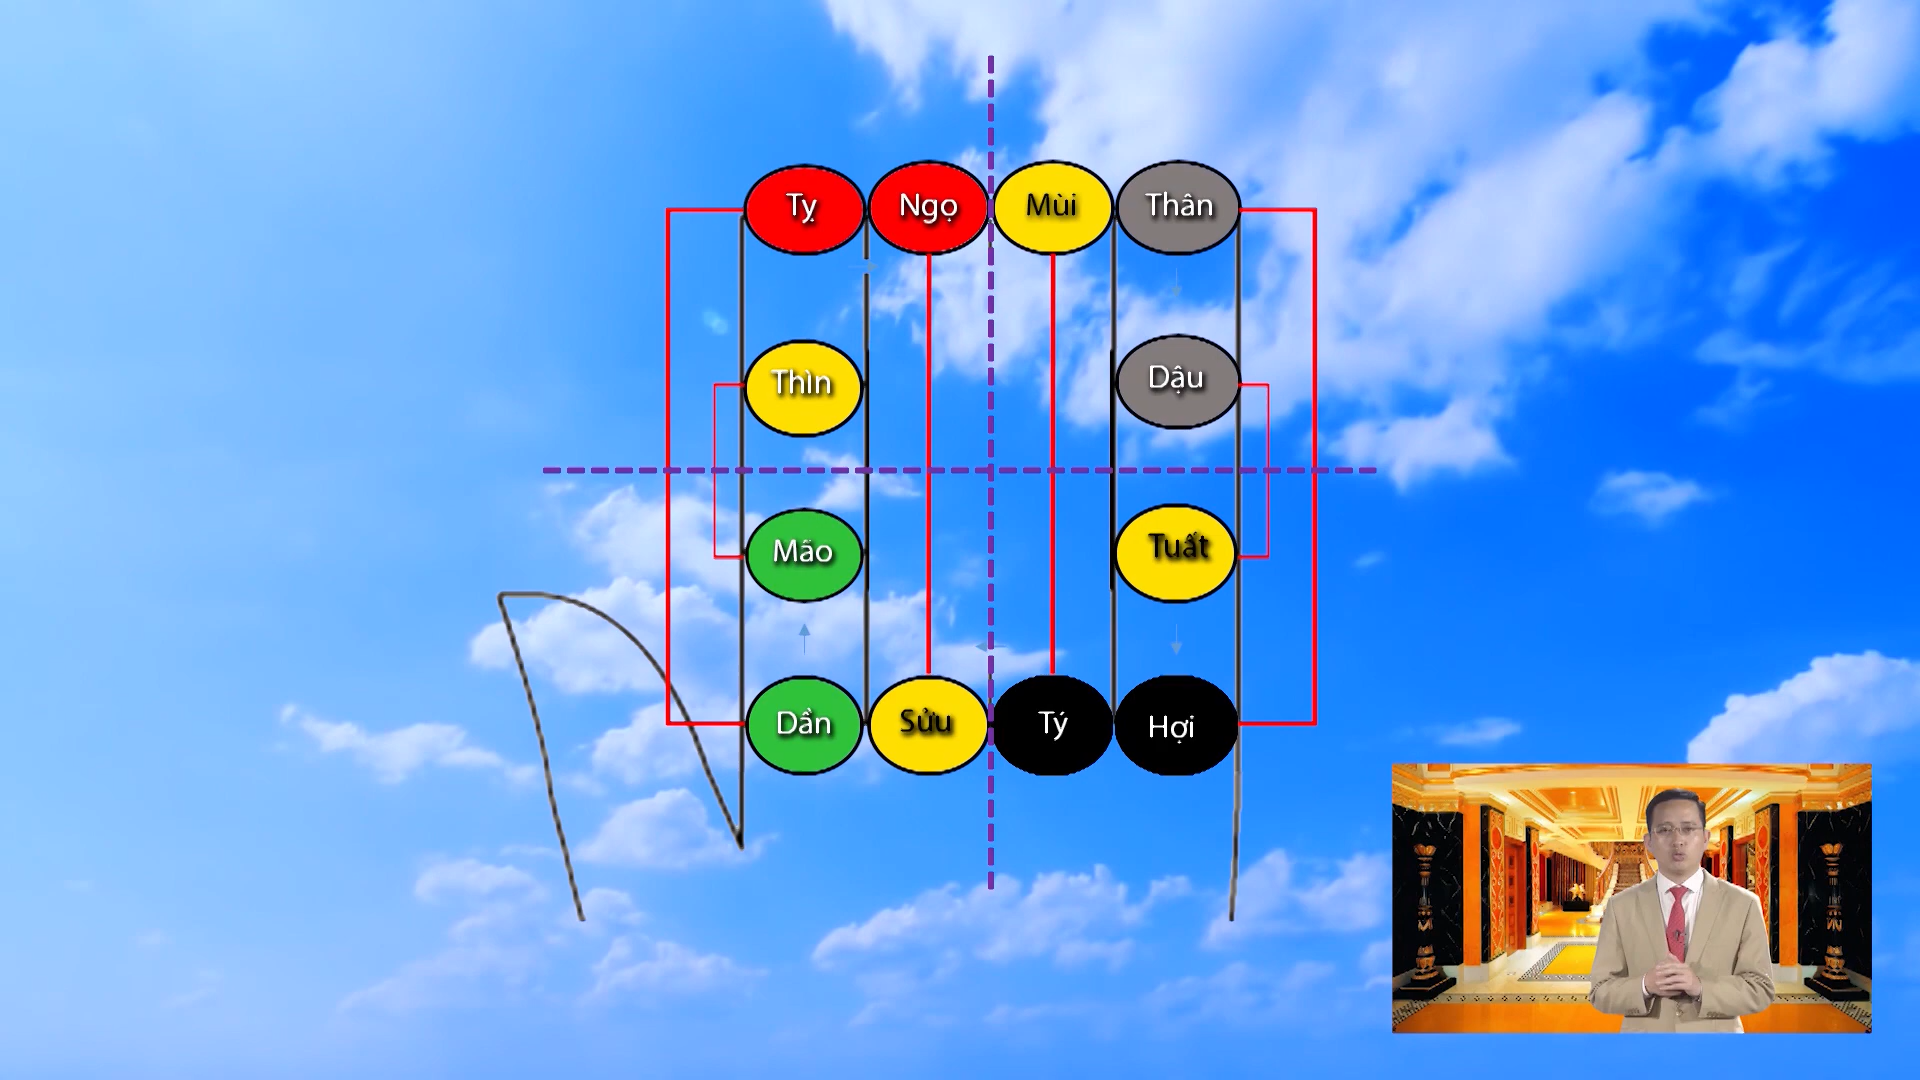 Tỵ Ngọ Mùi Thân
Thìn Dậu
Mão Tuất
Dần Sửu Tý Hợi